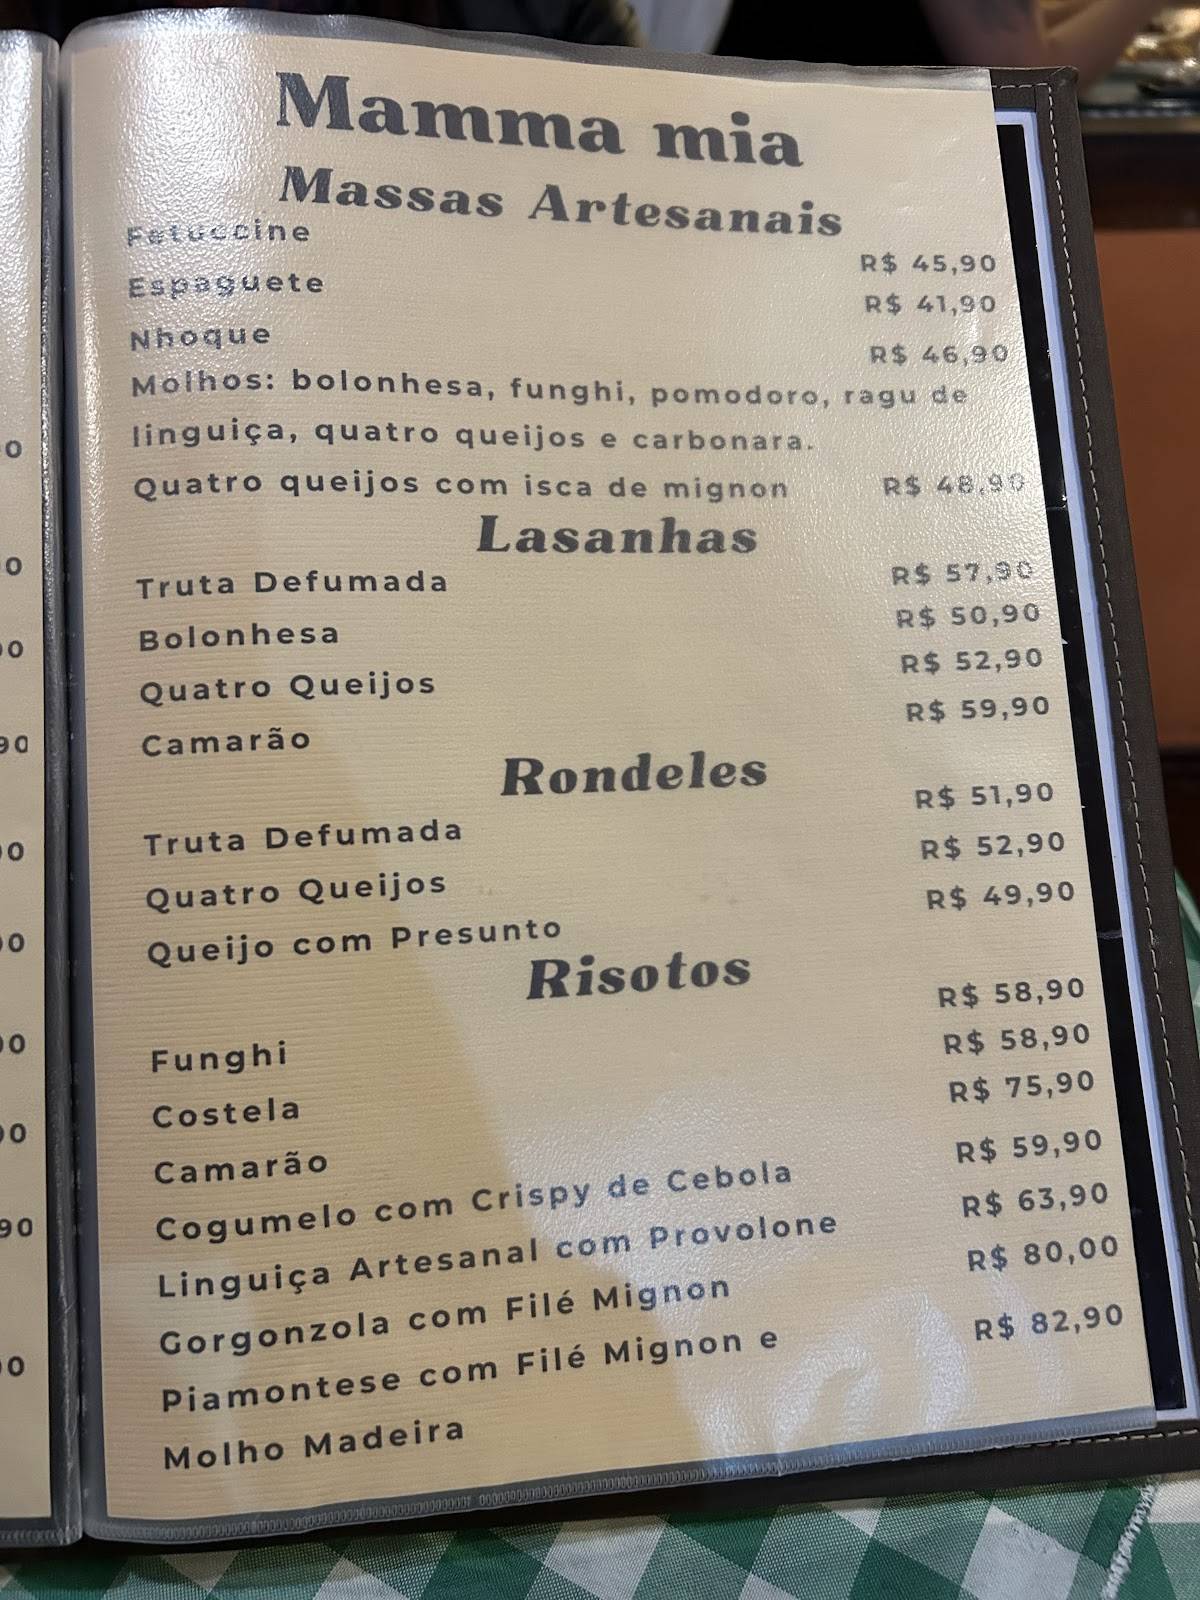 Mamma mia
Massas Artesanais
Fetuccine R$ 45,90
Espaguete R$ 41,90
Nhoque R$ 46,90
Molhos: bolonhesa, funghi, pomodoro, ragu de
linguiça, quatro queijos e carbonara.
Quatro queijos com isca de mignon R$ 48,90
Lasanhas
Truta Defumada R$ 57,90
Bolonhesa R$ 50,90
Quatro Queijos R$ 52,90
Camarão R$ 59,90
Rondeles
Truta Defumada R$ 51,90
Quatro Queijos R$ 52,90
Queijo com Presunto R$ 49,90
Risotos
Funghi R$ 58,90
Costela R$ 58,90
Camarão R$ 75,90
Cogumelo com Crispy de Cebola R$ 59,90
Linguiça Artesanal com Provolone R$ 63,90
Gorgonzola com Filé Mignon R$ 80,00
Piamontese com Filé Mignon e R$ 82,90
Molho Madeira